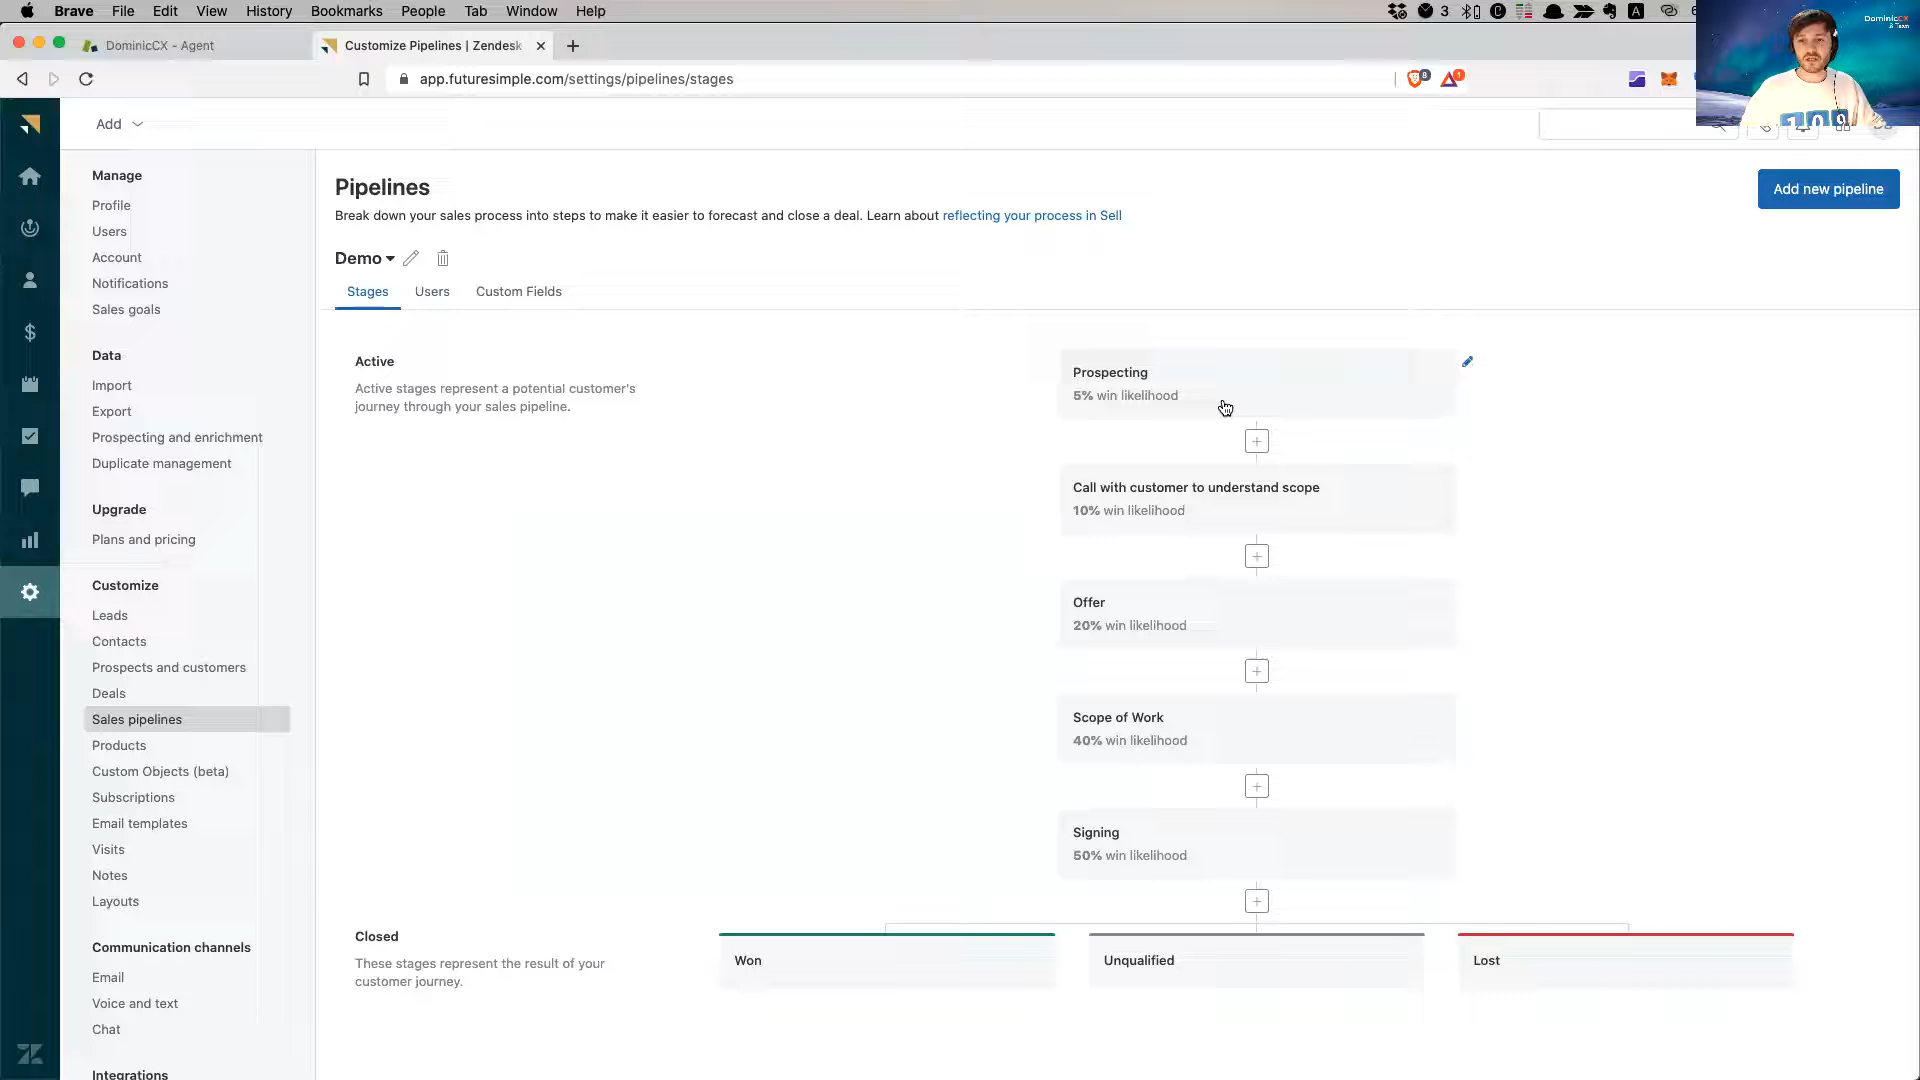 Brave File Edit View History Bookmarks People Tab Window Help
3
DominicCX - Agent
Customize Pipelines | Zendesk
app.futuresimple.com/settings/pipelines/stages
8
1
DominicCX
Add
Manage
Profile
Users
Account
Notifications
Sales goals
Data
Import
Export
Prospecting and enrichment
Duplicate management
Upgrade
Plans and pricing
Customize
Leads
Contacts
Prospects and customers
Deals
Sales pipelines
Products
Custom Objects (beta)
Subscriptions
Email templates
Visits
Notes
Layouts
Communication channels
Email
Voice and text
Chat
Integrations
Pipelines
Add new pipeline
Break down your sales process into steps to make it easier to forecast and close a deal. Learn about reflecting your process in Sell
Demo
Stages Users Custom Fields
Active
Active stages represent a potential customer's
journey through your sales pipeline.
Prospecting
5% win likelihood
Call with customer to understand scope
10% win likelihood
Offer
20% win likelihood
Scope of Work
40% win likelihood
Signing
50% win likelihood
Closed
These stages represent the result of your
customer journey.
Won
Unqualified
Lost